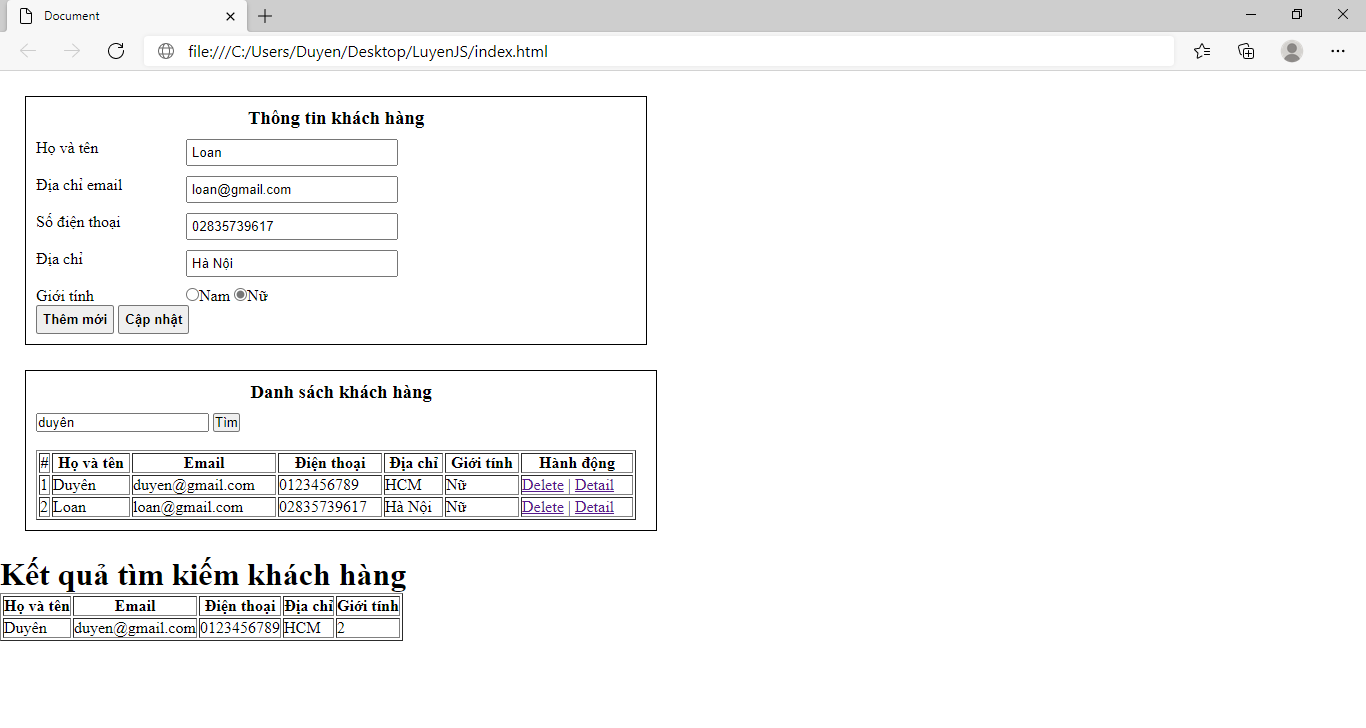 Document
file:///C:/Users/Duyen/Desktop/LuyenJS/index.html
Thông tin khách hàng
Họ và tên Loan
Địa chỉ email loan@gmail.com
Số điện thoại 02835739617
Địa chỉ Hà Nội
Giới tính Nam Nữ
Thêm mới Cập nhật
Danh sách khách hàng
duyên Tìm
# Họ và tên Email Điện thoại Địa chỉ Giới tính Hành động
1 Duyên duyen@gmail.com 0123456789 HCM Nữ Delete | Detail
2 Loan loan@gmail.com 02835739617 Hà Nội Nữ Delete | Detail
Kết quả tìm kiếm khách hàng
Họ và tên Email Điện thoại Địa chỉ Giới tính
Duyên duyen@gmail.com 0123456789 HCM 2